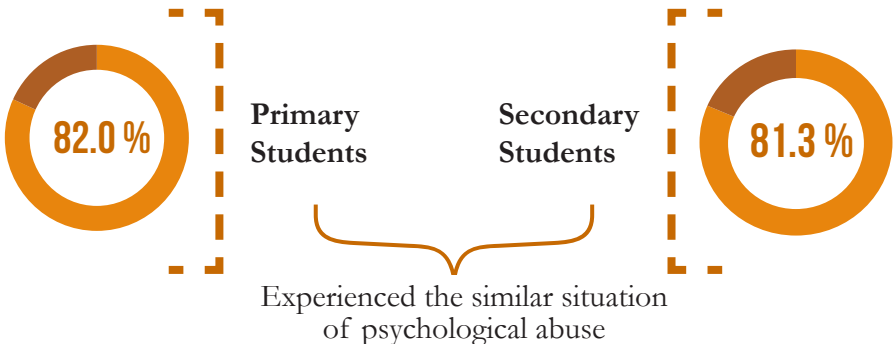 82.0 %
Primary
Students
Secondary
Students
81.3 %
Experienced the similar situation
of psychological abuse